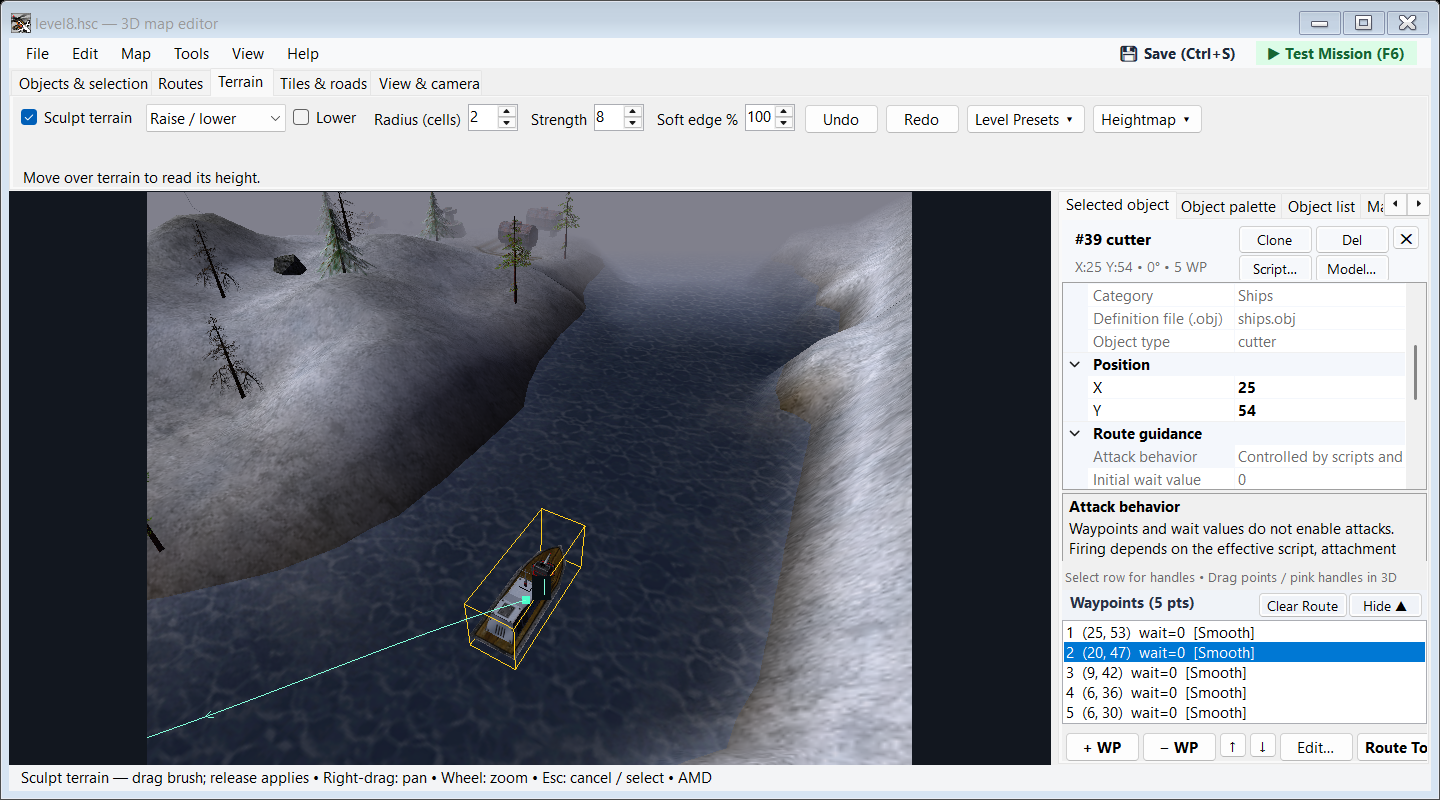 level8.hsc — 3D map editor
File Edit Map Tools View Help
Save (Ctrl+S) Test Mission (F6)
Objects & selection Routes Terrain Tiles & roads View & camera
Sculpt terrain Raise / lower Lower Radius (cells) 2 Strength 8 Soft edge % 100 Undo Redo Level Presets Heightmap
Move over terrain to read its height.
Selected object Object palette Object list
#39 cutter Clone Del
X:25 Y:54 • 0° • 5 WP Script... Model...
Category Ships
Definition file (.obj) ships.obj
Object type cutter
Position
X 25
Y 54
Route guidance
Attack behavior Controlled by scripts and
Initial wait value 0
Attack behavior
Waypoints and wait values do not enable attacks.
Firing depends on the effective script, attachment
Select row for handles • Drag points / pink handles in 3D
Waypoints (5 pts) Clear Route Hide ▲
1 (25, 53) wait=0 [Smooth]
2 (20, 47) wait=0 [Smooth]
3 (9, 42) wait=0 [Smooth]
4 (6, 36) wait=0 [Smooth]
5 (6, 30) wait=0 [Smooth]
+ WP − WP ↑ ↓ Edit... Route To
Sculpt terrain — drag brush; release applies • Right-drag: pan • Wheel: zoom • Esc: cancel / select • AMD